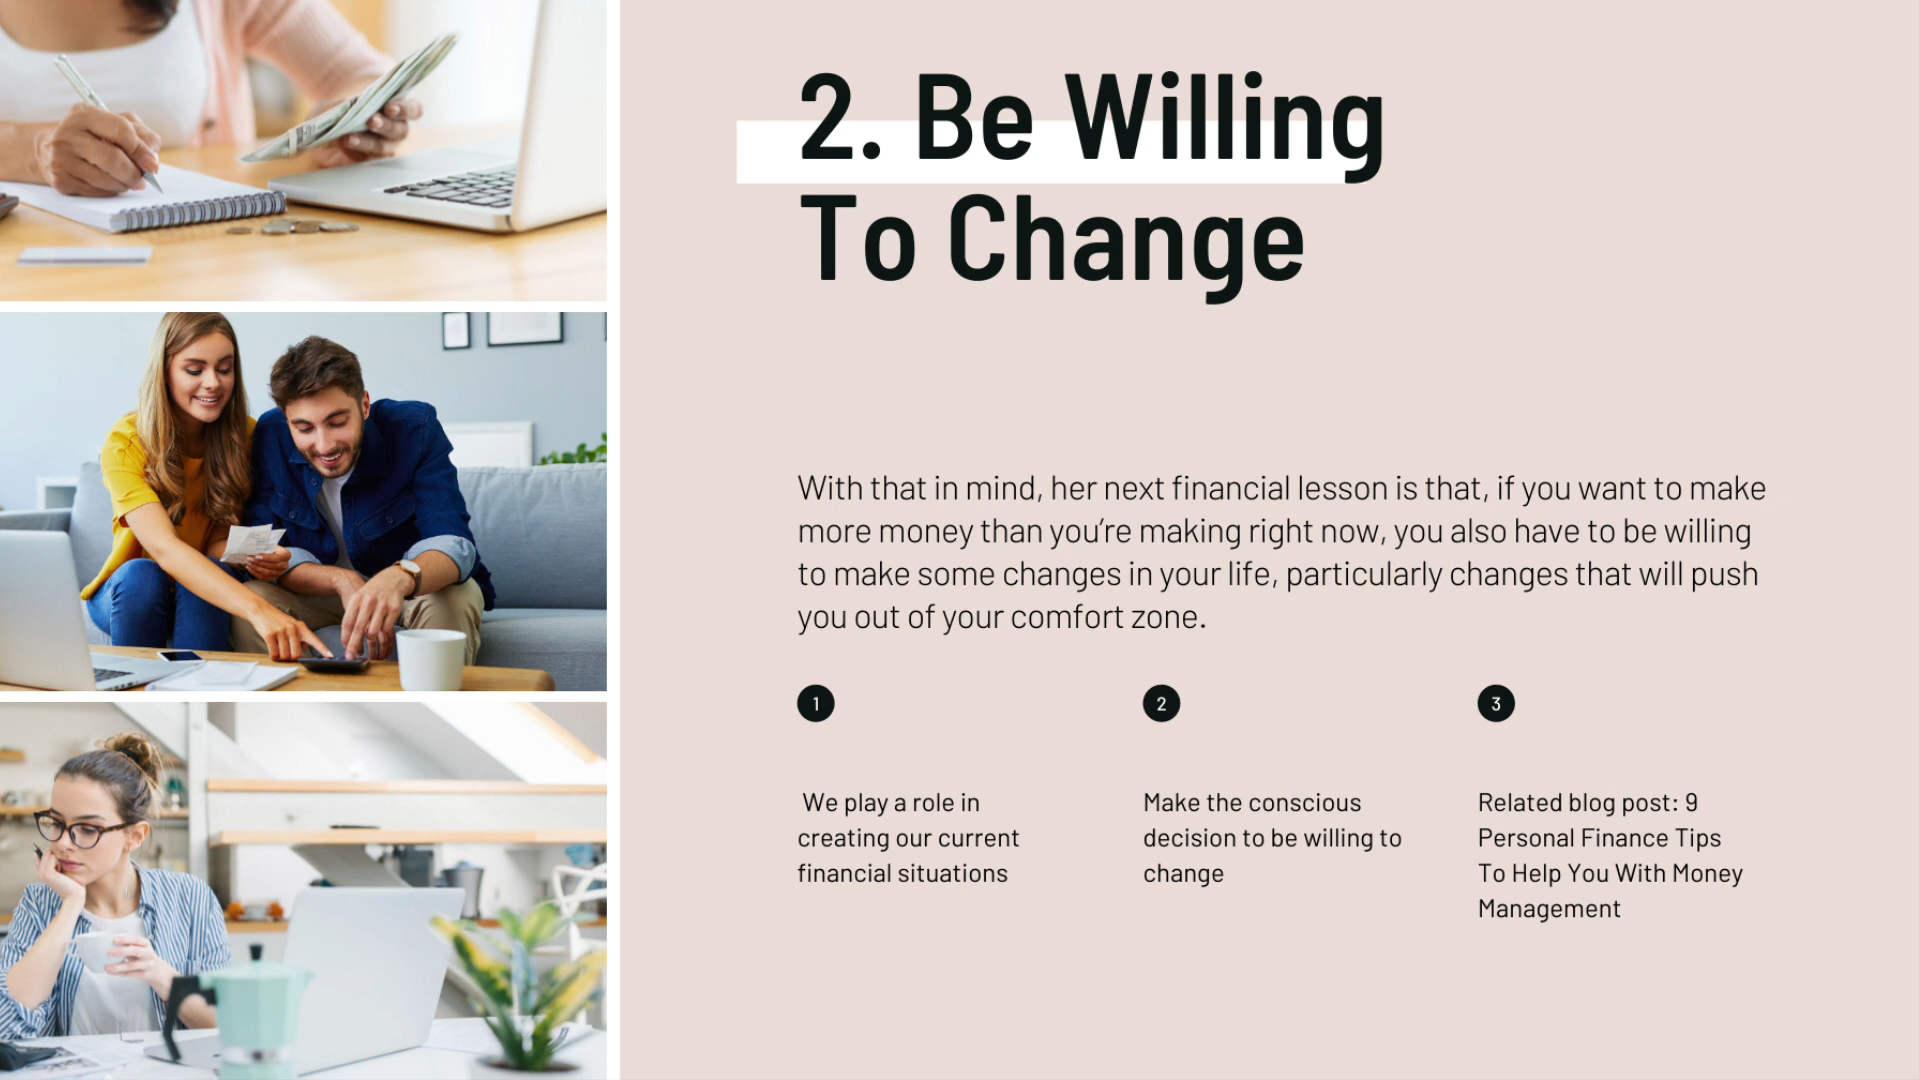 2. Be Willing
To Change
With that in mind, her next financial lesson is that, if you want to make
more money than you're making right now, you also have to be willing
to make some changes in your life, particularly changes that will push
you out of your comfort zone.
1
We play a role in
creating our current
financial situations
2
Make the conscious
decision to be willing to
change
3
Related blog post: 9
Personal Finance Tips
To Help You With Money
Management